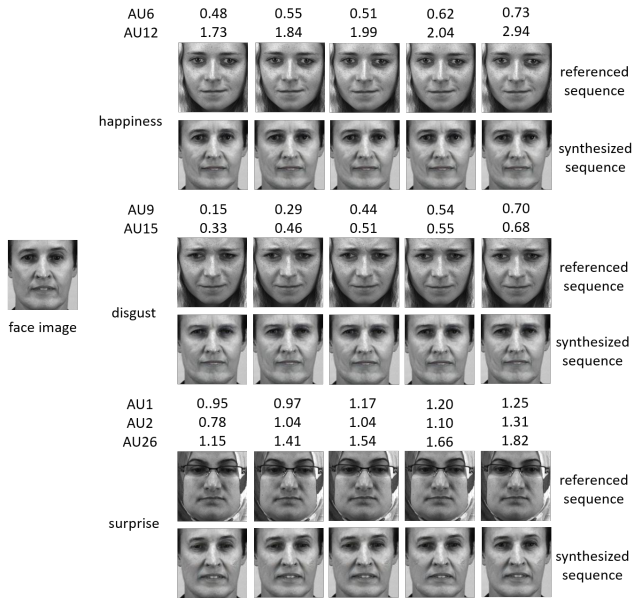 AU6 0.48 0.55 0.51 0.62 0.73
AU12 1.73 1.84 1.99 2.04 2.94
referenced
sequence
happiness
synthesized
sequence
AU9 0.15 0.29 0.44 0.54 0.70
AU15 0.33 0.46 0.51 0.55 0.68
referenced
sequence
face image
disgust
synthesized
sequence
AU1 0..95 0.97 1.17 1.20 1.25
AU2 0.78 1.04 1.04 1.10 1.31
AU26 1.15 1.41 1.54 1.66 1.82
referenced
sequence
surprise
synthesized
sequence